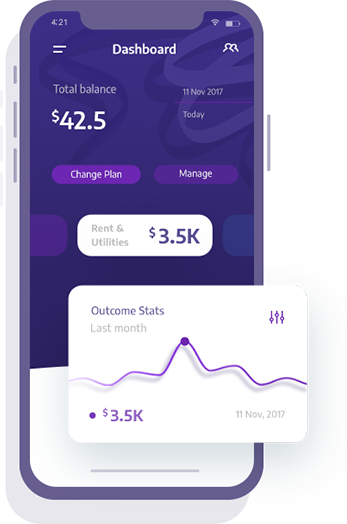 4:21
Dashboard
Total balance
$42.5
11 Nov 2017
Today
Change Plan
Manage
Rent &
Utilities
$3.5K
Outcome Stats
Last month
$3.5K
11 Nov, 2017